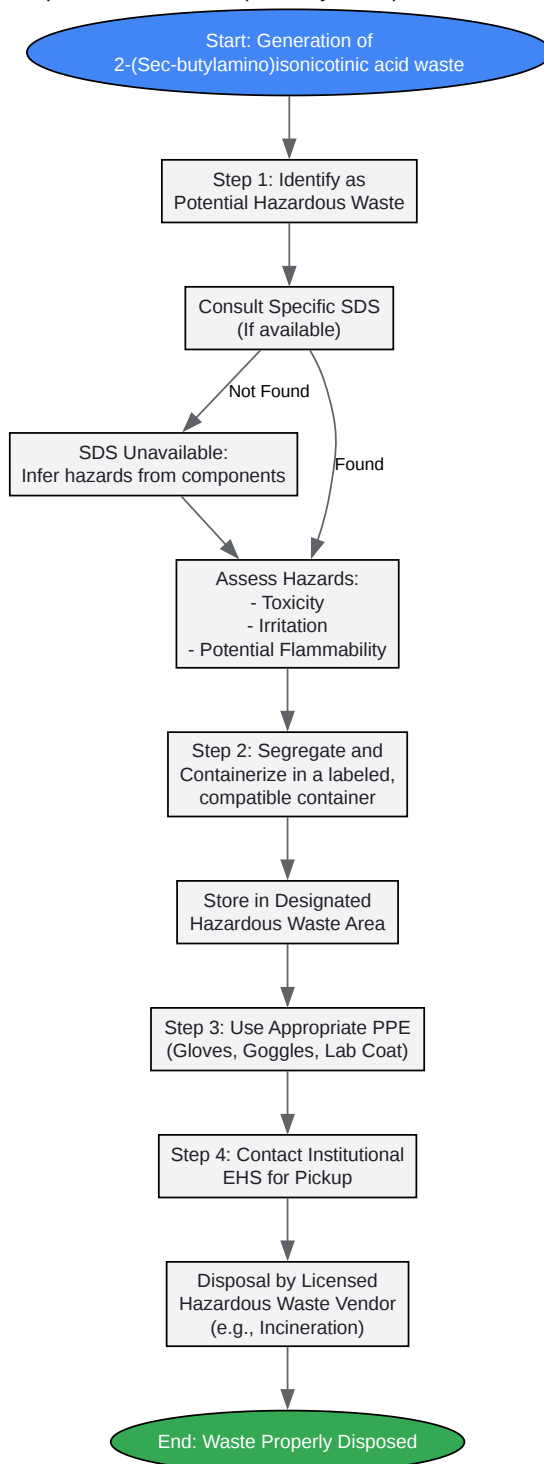 Start: Generation of
2-(Sec-butylamino)isonicotinic acid waste
Step 1: Identify as
Potential Hazardous Waste
Consult Specific SDS
(If available)
Not Found
SDS Unavailable:
Infer hazards from components
Found
Assess Hazards:
- Toxicity
- Irritation
- Potential Flammability
Step 2: Segregate and
Containerize in a labeled,
compatible container
Store in Designated
Hazardous Waste Area
Step 3: Use Appropriate PPE
(Gloves, Goggles, Lab Coat)
Step 4: Contact Institutional
EHS for Pickup
Disposal by Licensed
Hazardous Waste Vendor
(e.g., Incineration)
End: Waste Properly Disposed